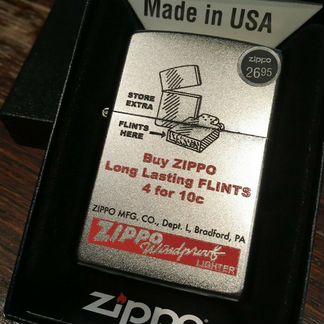 Made in USA
zippo
26.95
STORE
EXTRA
FLINTS
HERE
Buy ZIPPO
Long Lasting FLINTS
4 for 10c
ZIPPO MFG. CO., Dept. L, Bradford, PA
ZIPPO
Windproof
LIGHTER
zippo